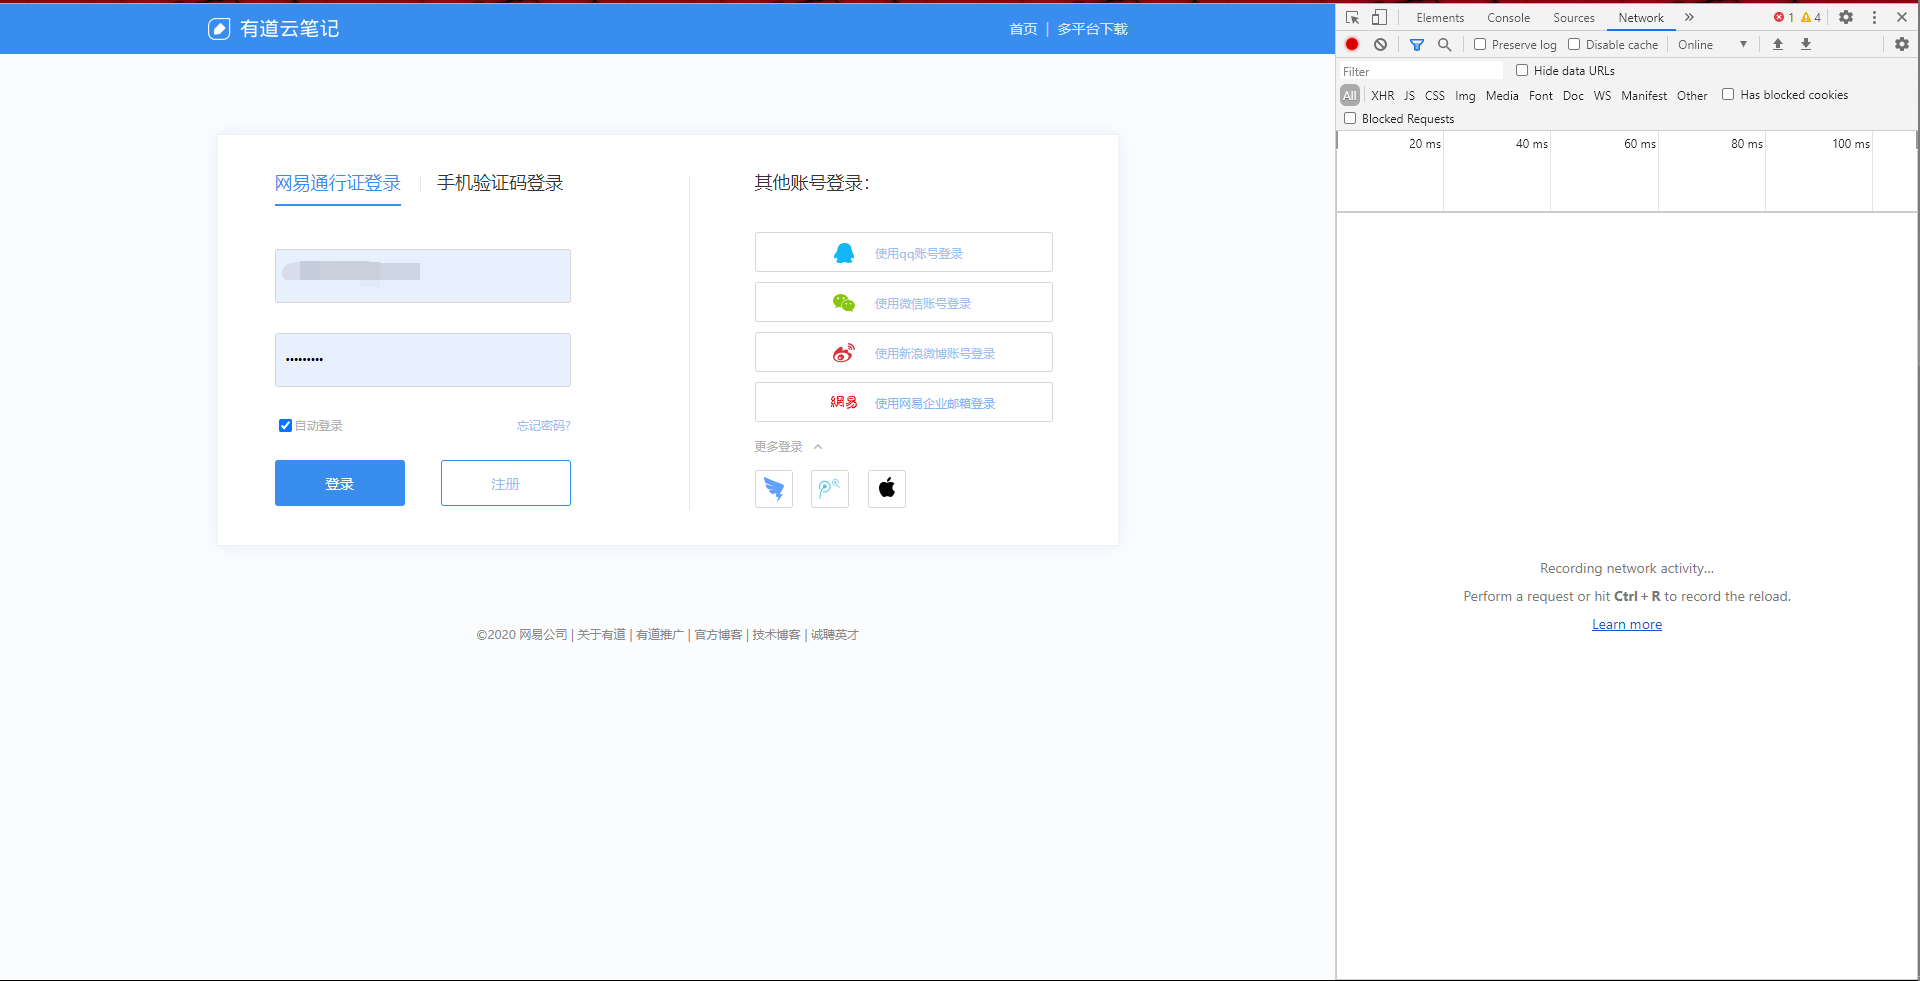 有道云笔记
首页 | 多平台下载
网易通行证登录
手机验证码登录
•••••••••
自动登录
忘记密码?
登录
注册
其他账号登录:
使用qq账号登录
使用微信账号登录
使用新浪微博账号登录
網易 使用网易企业邮箱登录
更多登录
©2020 网易公司 | 关于有道 | 有道推广 | 官方博客 | 技术博客 | 诚聘英才
Elements Console Sources Network » 1 4
Preserve log Disable cache Online
Filter Hide data URLs
All XHR JS CSS Img Media Font Doc WS Manifest Other Has blocked cookies
Blocked Requests
20 ms 40 ms 60 ms 80 ms 100 ms
Recording network activity...
Perform a request or hit Ctrl + R to record the reload.
Learn more